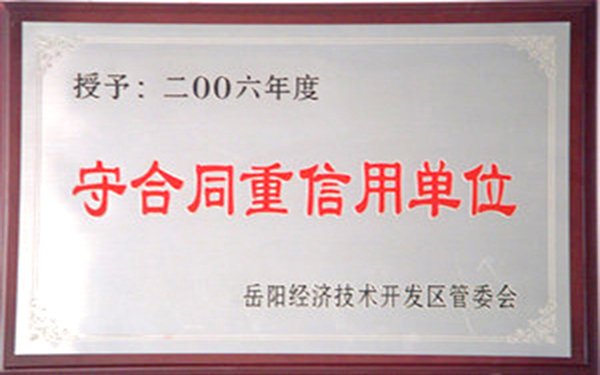 授予：二00六年度
守合同重信用单位
岳阳经济技术开发区管委会